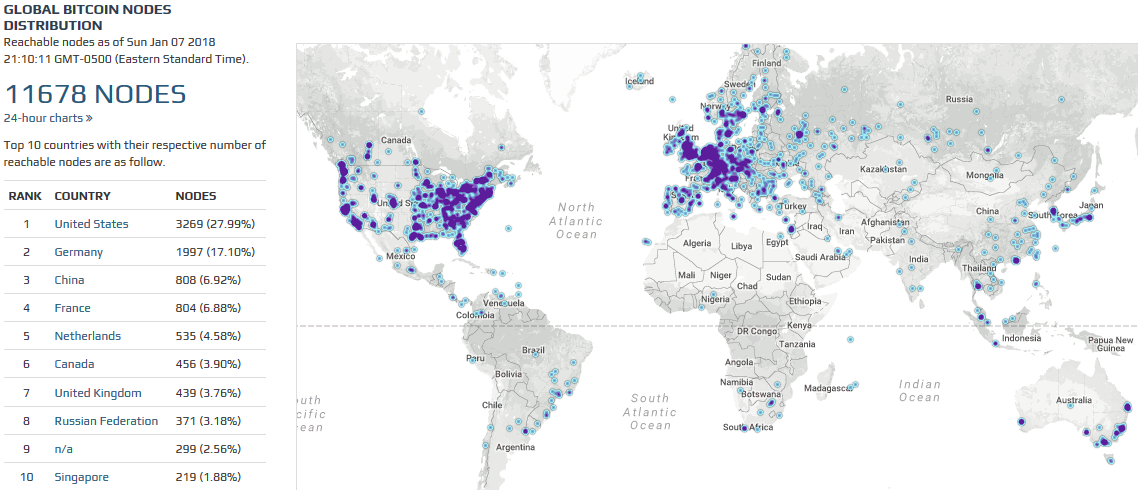 GLOBAL BITCOIN NODES
DISTRIBUTION
Reachable nodes as of Sun Jan 07 2018
21:10:11 GMT-0500 (Eastern Standard Time).
11678 NODES
24-hour charts »
Top 10 countries with their respective number of
reachable nodes are as follow.
RANK COUNTRY NODES
1 United States 3269 (27.99%)
2 Germany 1997 (17.10%)
3 China 808 (6.92%)
4 France 804 (6.88%)
5 Netherlands 535 (4.58%)
6 Canada 456 (3.90%)
7 United Kingdom 439 (3.76%)
8 Russian Federation 371 (3.18%)
9 n/a 299 (2.56%)
10 Singapore 219 (1.88%)
Finland
Iceland
Sweden
Norway
Russia
Canada
United
Kingdom
Kazakhstan
Mongolia
United S
Fr
Turkey
North
Atlantic
Ocean
China
South Korea
Japan
Iraq
Iran
Afghanistan
Pakistan
Algeria
Libya
Egypt
Saudi Arabia
India
Mexico
Mali
Niger
Chad
Sudan
Thailand
Venezuela
Nigeria
Ethiopia
Colombia
DR Congo
Kenya
Tanzania
Indonesia
Papua New
Guinea
Peru
Brazil
Bolivia
Angola
Namibia
Botswana
Madagascar
Indian
Ocean
outh
cific
cean
Chile
South
Atlantic
Ocean
Australia
South Africa
Argentina